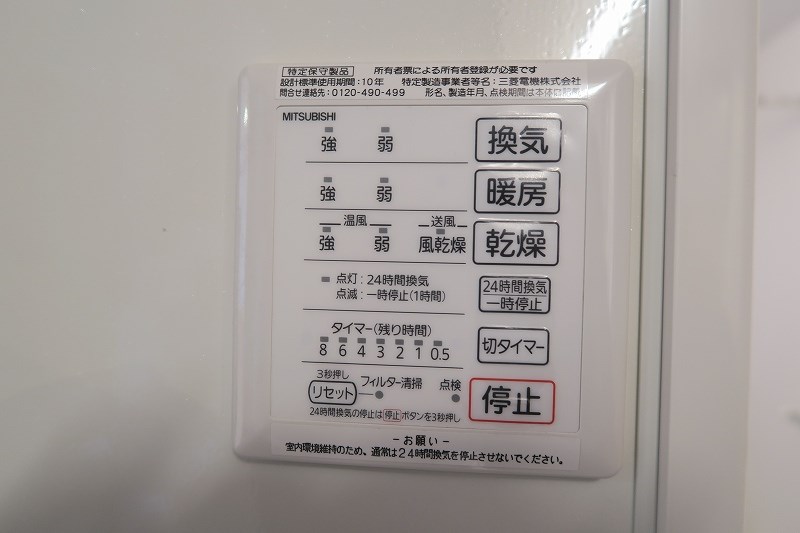 特定保守製品 所有者票による所有者登録が必要です
設計標準使用期間:10年 特定製造事業者等名:三菱電機株式会社
問合せ連絡先:0120-490-499 形名、製造年月、点検期間は本体に
MITSUBISHI
強 弱 換気
強 弱 暖房
温風 送風
強 弱 風乾燥 乾燥
点灯:24時間換気
点滅:一時停止(1時間)
24時間換気
一時停止
タイマー(残り時間)
8 6 4 3 2 1 0.5
切タイマー
3秒押し
リセット フィルター清掃 点検
停止
24時間換気の停止は停止ボタンを3秒押し
-お願い-
室内環境維持のため、通常は24時間換気を停止させないでください。